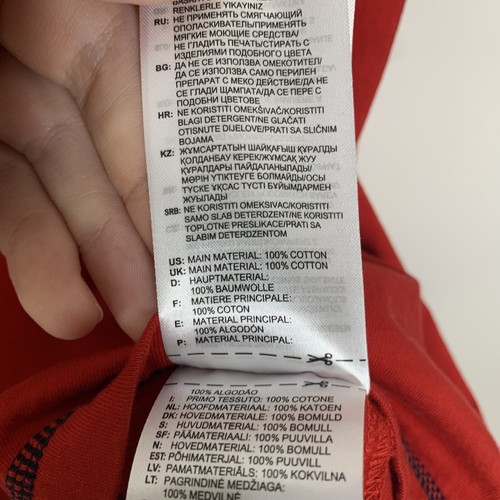 RENKLERLE YIKAYINIZ
RU: НЕ ПРИМЕНЯТЬ СМЯГЧАЮЩИЙ
ОПОЛАСКИВАТЕЛЬ/ПРИМЕНЯТЬ
МЯГКИЕ МОЮЩИЕ СРЕДСТВА/
НЕ ГЛАДИТЬ ПЕЧАТЬ/СТИРАТЬ С
ИЗДЕЛИЯМИ ПОДОБНОГО ЦВЕТА
BG: ДА НЕ СЕ ИЗПОЛЗВА ОМЕКОТИТЕЛ/
ДА СЕ ИЗПОЛЗВА САМО ПЕРИЛЕН
ПРЕПАРАТ С МЕКО ДЕЙСТВИЕ/ДА НЕ
СЕ ГЛАДИ ЩАМПАТА/ДА СЕ ПЕРЕ С
ПОДОБНИ ЦВЕТОВЕ
HR: NE KORISTITI OMEKŠIVAČ/KORISTITI
BLAGI DETERGENT/NE GLAČATI
OTISNUTE DIJELOVE/PRATI SA SLIČNIM
BOJAMA
KZ: ЖҰМСАРТАТЫН ШАЙҚАҒЫШ ҚҰРАЛДЫ
ҚОЛДАНБАУ КЕРЕК/ЖҰМСАҚ ЖУУ
ҚҰРАЛДАРЫ ПАЙДАЛАНЫЛАДЫ/
МӨРІН ҮТІКТЕУГЕ БОЛМАЙДЫ/ОСЫ
ТҮСКЕ ҰҚСАС ТҮСТІ БҰЙЫМДАРМЕН
ЖУЫЛАДЫ
SRB: NE KORISTITI OMEKSIVAC/KORISTITI
SAMO SLAB DETERDZENT/NE KORISTITI
TOPLOTNE PRESLIKACE/PRATI SA
SLABIM DETERDZENTOM
US: MAIN MATERIAL: 100% COTTON
UK: MAIN MATERIAL: 100% COTTON
D: HAUPTMATERIAL:
100% BAUMWOLLE
F: MATIERE PRINCIPALE:
100% COTON
E: MATERIAL PRINCIPAL:
100% ALGODÓN
P: MATERIAL PRINCIPAL:
100% ALGODÃO
I: PRIMO TESSUTO: 100% COTONE
NL: HOOFDMATERIAAL: 100% KATOEN
DK: HOVEDMATERIALE: 100% BOMULD
S: HUVUDMATERIAL: 100% BOMULL
SF: PÄÄMATERIAALI: 100% PUUVILLA
N: HOVEDMATERIAL: 100% BOMULL
EST: PÕHIMATERJAL: 100% PUUVILLA
LV: PAMATMATERIĀLS: 100% KOKVILNA
LT: PAGRINDINĖ MEDŽIAGA:
100% MEDVILNĖ